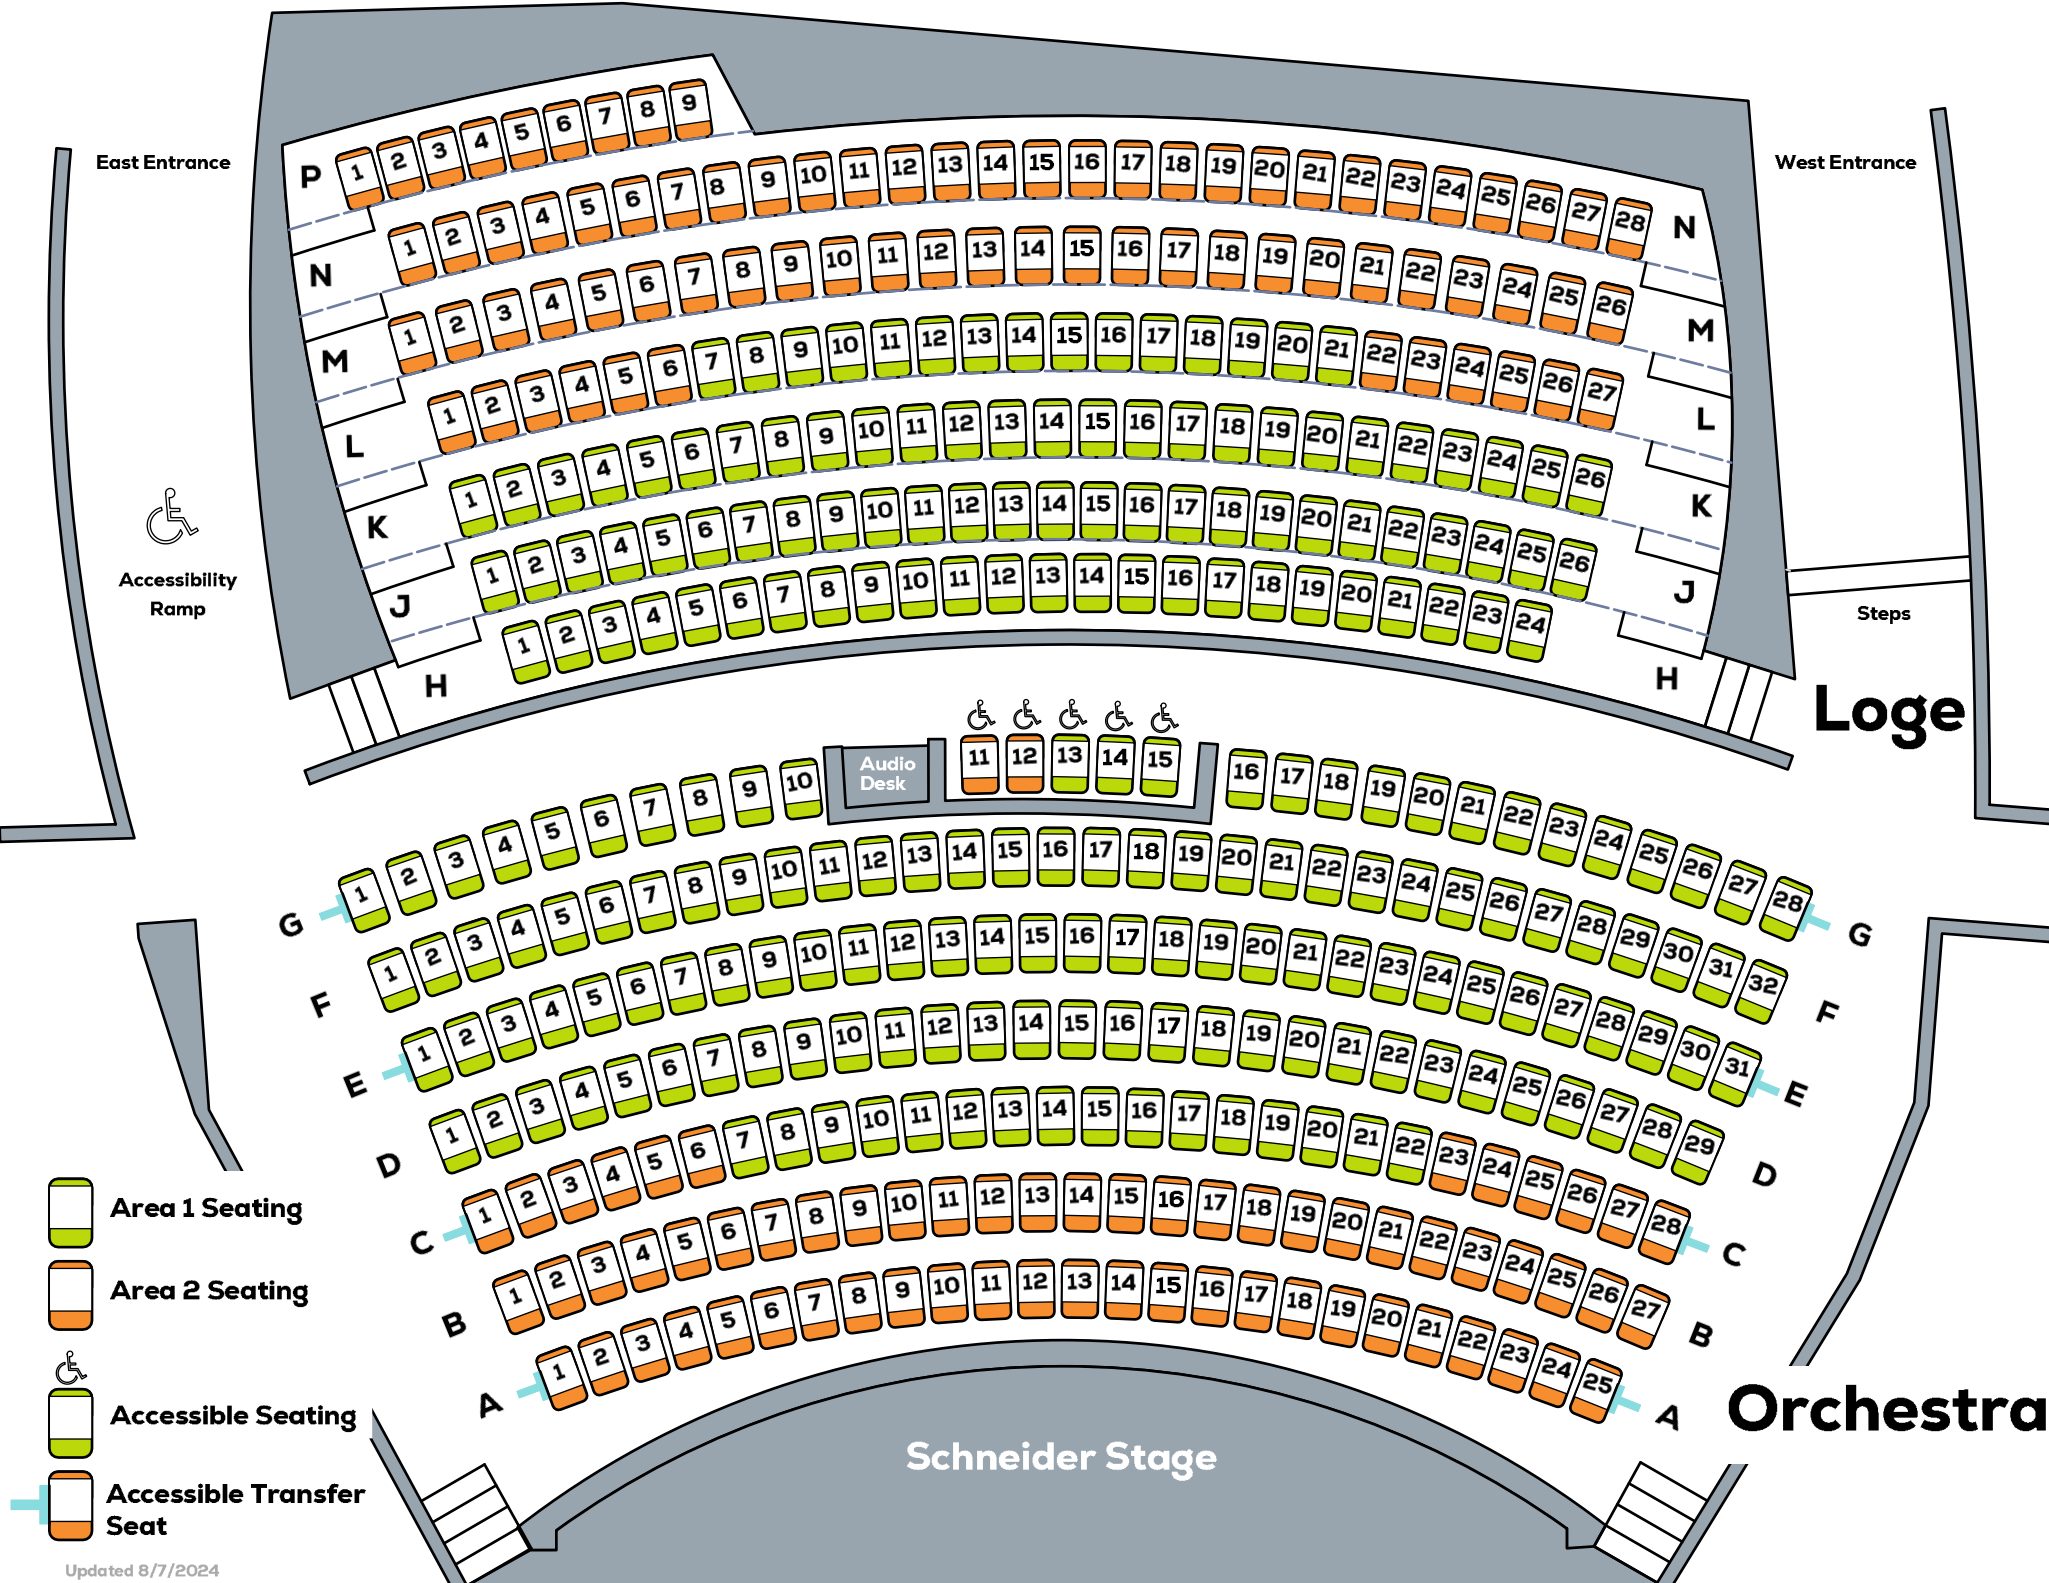 P 1 2 3 4 5 6 7 8 9
East Entrance
West Entrance
N 1 2 3 4 5 6 7 8 9 10 11 12 13 14 15 16 17 18 19 20 21 22 23 24 25 26 27 28 N
M 1 2 3 4 5 6 7 8 9 10 11 12 13 14 15 16 17 18 19 20 21 22 23 24 25 26 M
L 1 2 3 4 5 6 7 8 9 10 11 12 13 14 15 16 17 18 19 20 21 22 23 24 25 26 27 L
K 1 2 3 4 5 6 7 8 9 10 11 12 13 14 15 16 17 18 19 20 21 22 23 24 25 26 K
J 1 2 3 4 5 6 7 8 9 10 11 12 13 14 15 16 17 18 19 20 21 22 23 24 25 26 J
H 1 2 3 4 5 6 7 8 9 10 11 12 13 14 15 16 17 18 19 20 21 22 23 24 H
Accessibility
Ramp
Steps
Loge
Audio
Desk
G 1 2 3 4 5 6 7 8 9 10 11 12 13 14 15 16 17 18 19 20 21 22 23 24 25 26 27 28 G
F 1 2 3 4 5 6 7 8 9 10 11 12 13 14 15 16 17 18 19 20 21 22 23 24 25 26 27 28 29 30 31 32 F
E 1 2 3 4 5 6 7 8 9 10 11 12 13 14 15 16 17 18 19 20 21 22 23 24 25 26 27 28 29 30 31 E
D 1 2 3 4 5 6 7 8 9 10 11 12 13 14 15 16 17 18 19 20 21 22 23 24 25 26 27 28 29 D
C 1 2 3 4 5 6 7 8 9 10 11 12 13 14 15 16 17 18 19 20 21 22 23 24 25 26 27 28 C
B 1 2 3 4 5 6 7 8 9 10 11 12 13 14 15 16 17 18 19 20 21 22 23 24 25 26 27 B
A 1 2 3 4 5 6 7 8 9 10 11 12 13 14 15 16 17 18 19 20 21 22 23 24 25 A
Orchestra
Schneider Stage
Area 1 Seating
Area 2 Seating
Accessible Seating
Accessible Transfer
Seat
Updated 8/7/2024